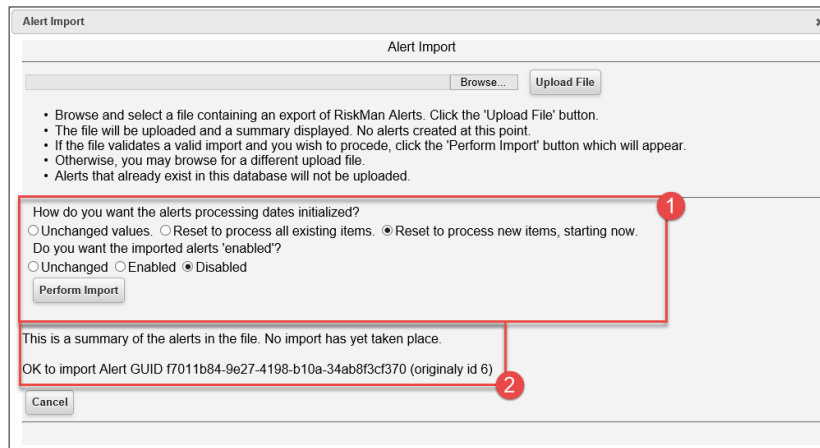 Alert Import
x
Alert Import
Browse...
Upload File
• Browse and select a file containing an export of RiskMan Alerts. Click the 'Upload File' button.
• The file will be uploaded and a summary displayed. No alerts created at this point.
• If the file validates a valid import and you wish to procede, click the 'Perform Import' button which will appear.
• Otherwise, you may browse for a different upload file.
• Alerts that already exist in this database will not be uploaded.
1
How do you want the alerts processing dates initialized?
Unchanged values. Reset to process all existing items. Reset to process new items, starting now.
Do you want the imported alerts 'enabled'?
Unchanged Enabled Disabled
Perform Import
This is a summary of the alerts in the file. No import has yet taken place.
OK to import Alert GUID f7011b84-9e27-4198-b10a-34ab8f3cf370 (originaly id 6)
2
Cancel